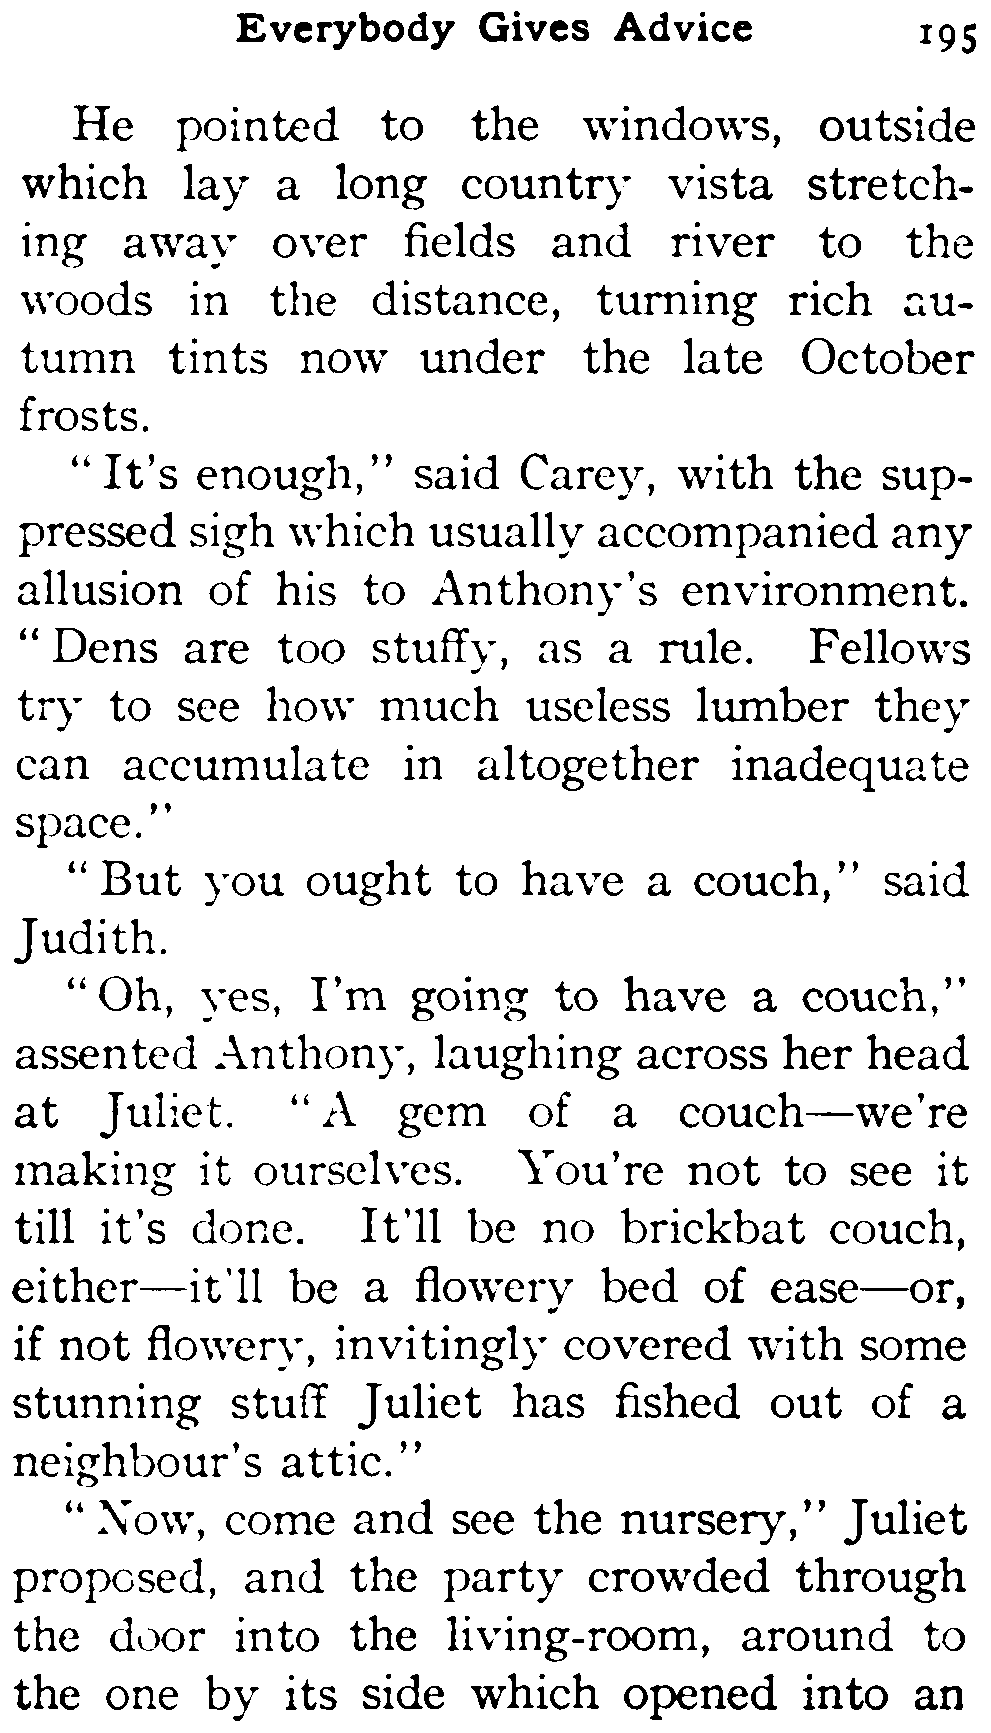 Everybody Gives Advice 195
He pointed to the windows, outside
which lay a long country vista stretch-
ing away over fields and river to the
woods in the distance, turning rich au-
tumn tints now under the late October
frosts.
"It's enough," said Carey, with the sup-
pressed sigh which usually accompanied any
allusion of his to Anthony's environment.
"Dens are too stuffy, as a rule. Fellows
try to see how much useless lumber they
can accumulate in altogether inadequate
space."
"But you ought to have a couch," said
Judith.
"Oh, yes, I'm going to have a couch,"
assented Anthony, laughing across her head
at Juliet. "A gem of a couch—we're
making it ourselves. You're not to see it
till it's done. It'll be no brickbat couch,
either—it'll be a flowery bed of ease—or,
if not flowery, invitingly covered with some
stunning stuff Juliet has fished out of a
neighbour's attic."
"Now, come and see the nursery," Juliet
proposed, and the party crowded through
the door into the living-room, around to
the one by its side which opened into an